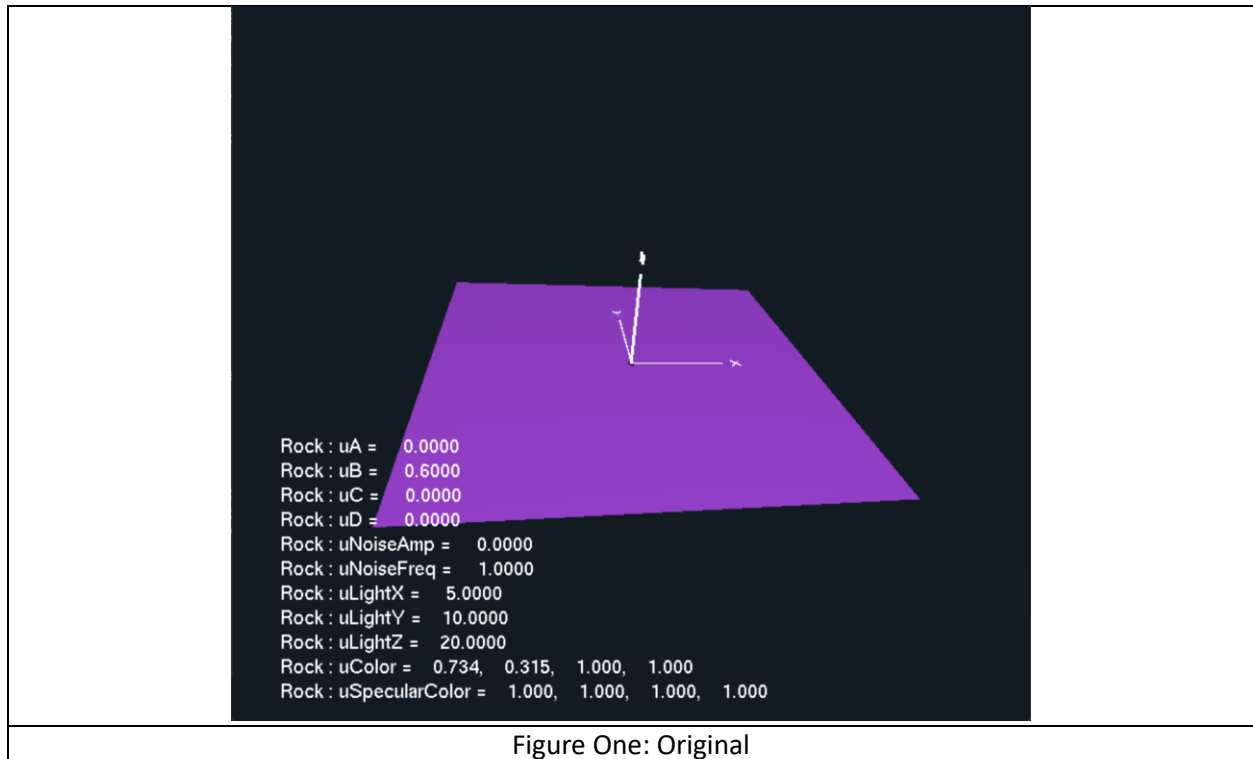 Y
X
Rock : uA = 0.0000
Rock : uB = 0.6000
Rock : uC = 0.0000
Rock : uD = 0.0000
Rock : uNoiseAmp = 0.0000
Rock : uNoiseFreq = 1.0000
Rock : uLightX = 5.0000
Rock : uLightY = 10.0000
Rock : uLightZ = 20.0000
Rock : uColor = 0.734, 0.315, 1.000, 1.000
Rock : uSpecularColor = 1.000, 1.000, 1.000, 1.000
Figure One: Original